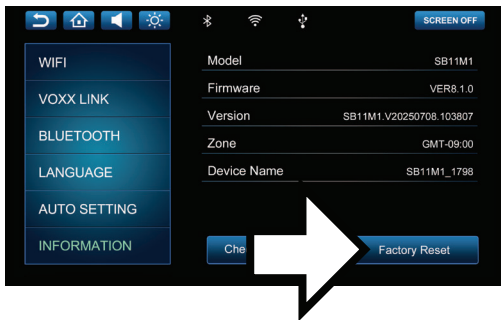 SCREEN OFF
WIFI
VOXX LINK
BLUETOOTH
LANGUAGE
AUTO SETTING
INFORMATION
Model SB11M1
Firmware VER8.1.0
Version SB11M1.V20250708.103807
Zone GMT-09:00
Device Name SB11M1_1798
Factory Reset